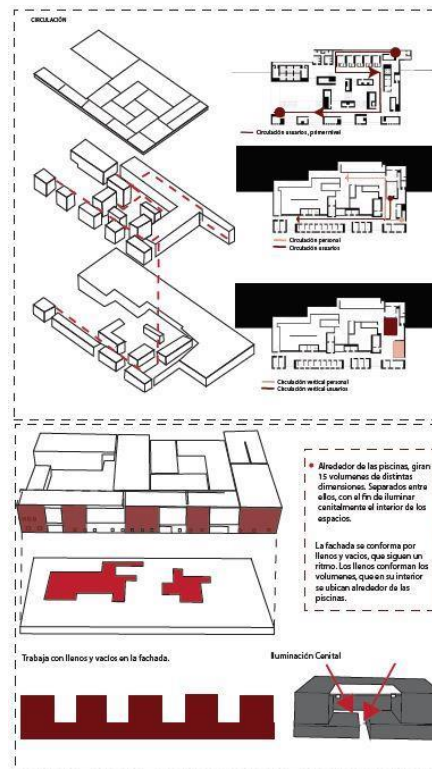 CIRCULACIÓN
Circulación usuarios, primer nivel
Circulación personal
Circulación usuarios
Circulación vertical personal
Circulación vertical usuarios
Alrededor de las piscinas, giran
15 volumenes de distintas
dimensiones. Separados entre
ellos, con el fin de iluminar
cenitalmente el interior de los
espacios.
La fachada se conforma por
llenos y vacíos, que siguen un
ritmo. Los llenos conforman los
volumenes, que en su interior
se ubican alrededor de las
piscinas.
Trabaja con llenos y vacíos en la fachada.
Iluminación Cenital